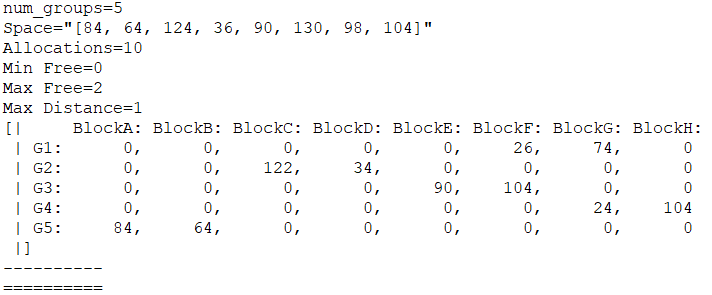 num_groups=5
Space="[84, 64, 124, 36, 90, 130, 98, 104]"
Allocations=10
Min Free=0
Max Free=2
Max Distance=1
[|     BlockA: BlockB: BlockC: BlockD: BlockE: BlockF: BlockG: BlockH:
 | G1:      0,      0,      0,      0,      0,     26,     74,      0
 | G2:      0,      0,    122,     34,      0,      0,      0,      0
 | G3:      0,      0,      0,      0,     90,    104,      0,      0
 | G4:      0,      0,      0,      0,      0,      0,     24,    104
 | G5:     84,     64,      0,      0,      0,      0,      0,      0
 |]
----------
==========